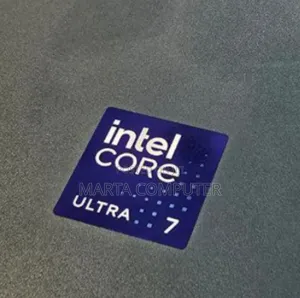 intel
CORE
MARTA COMPUTER
ULTRA 7